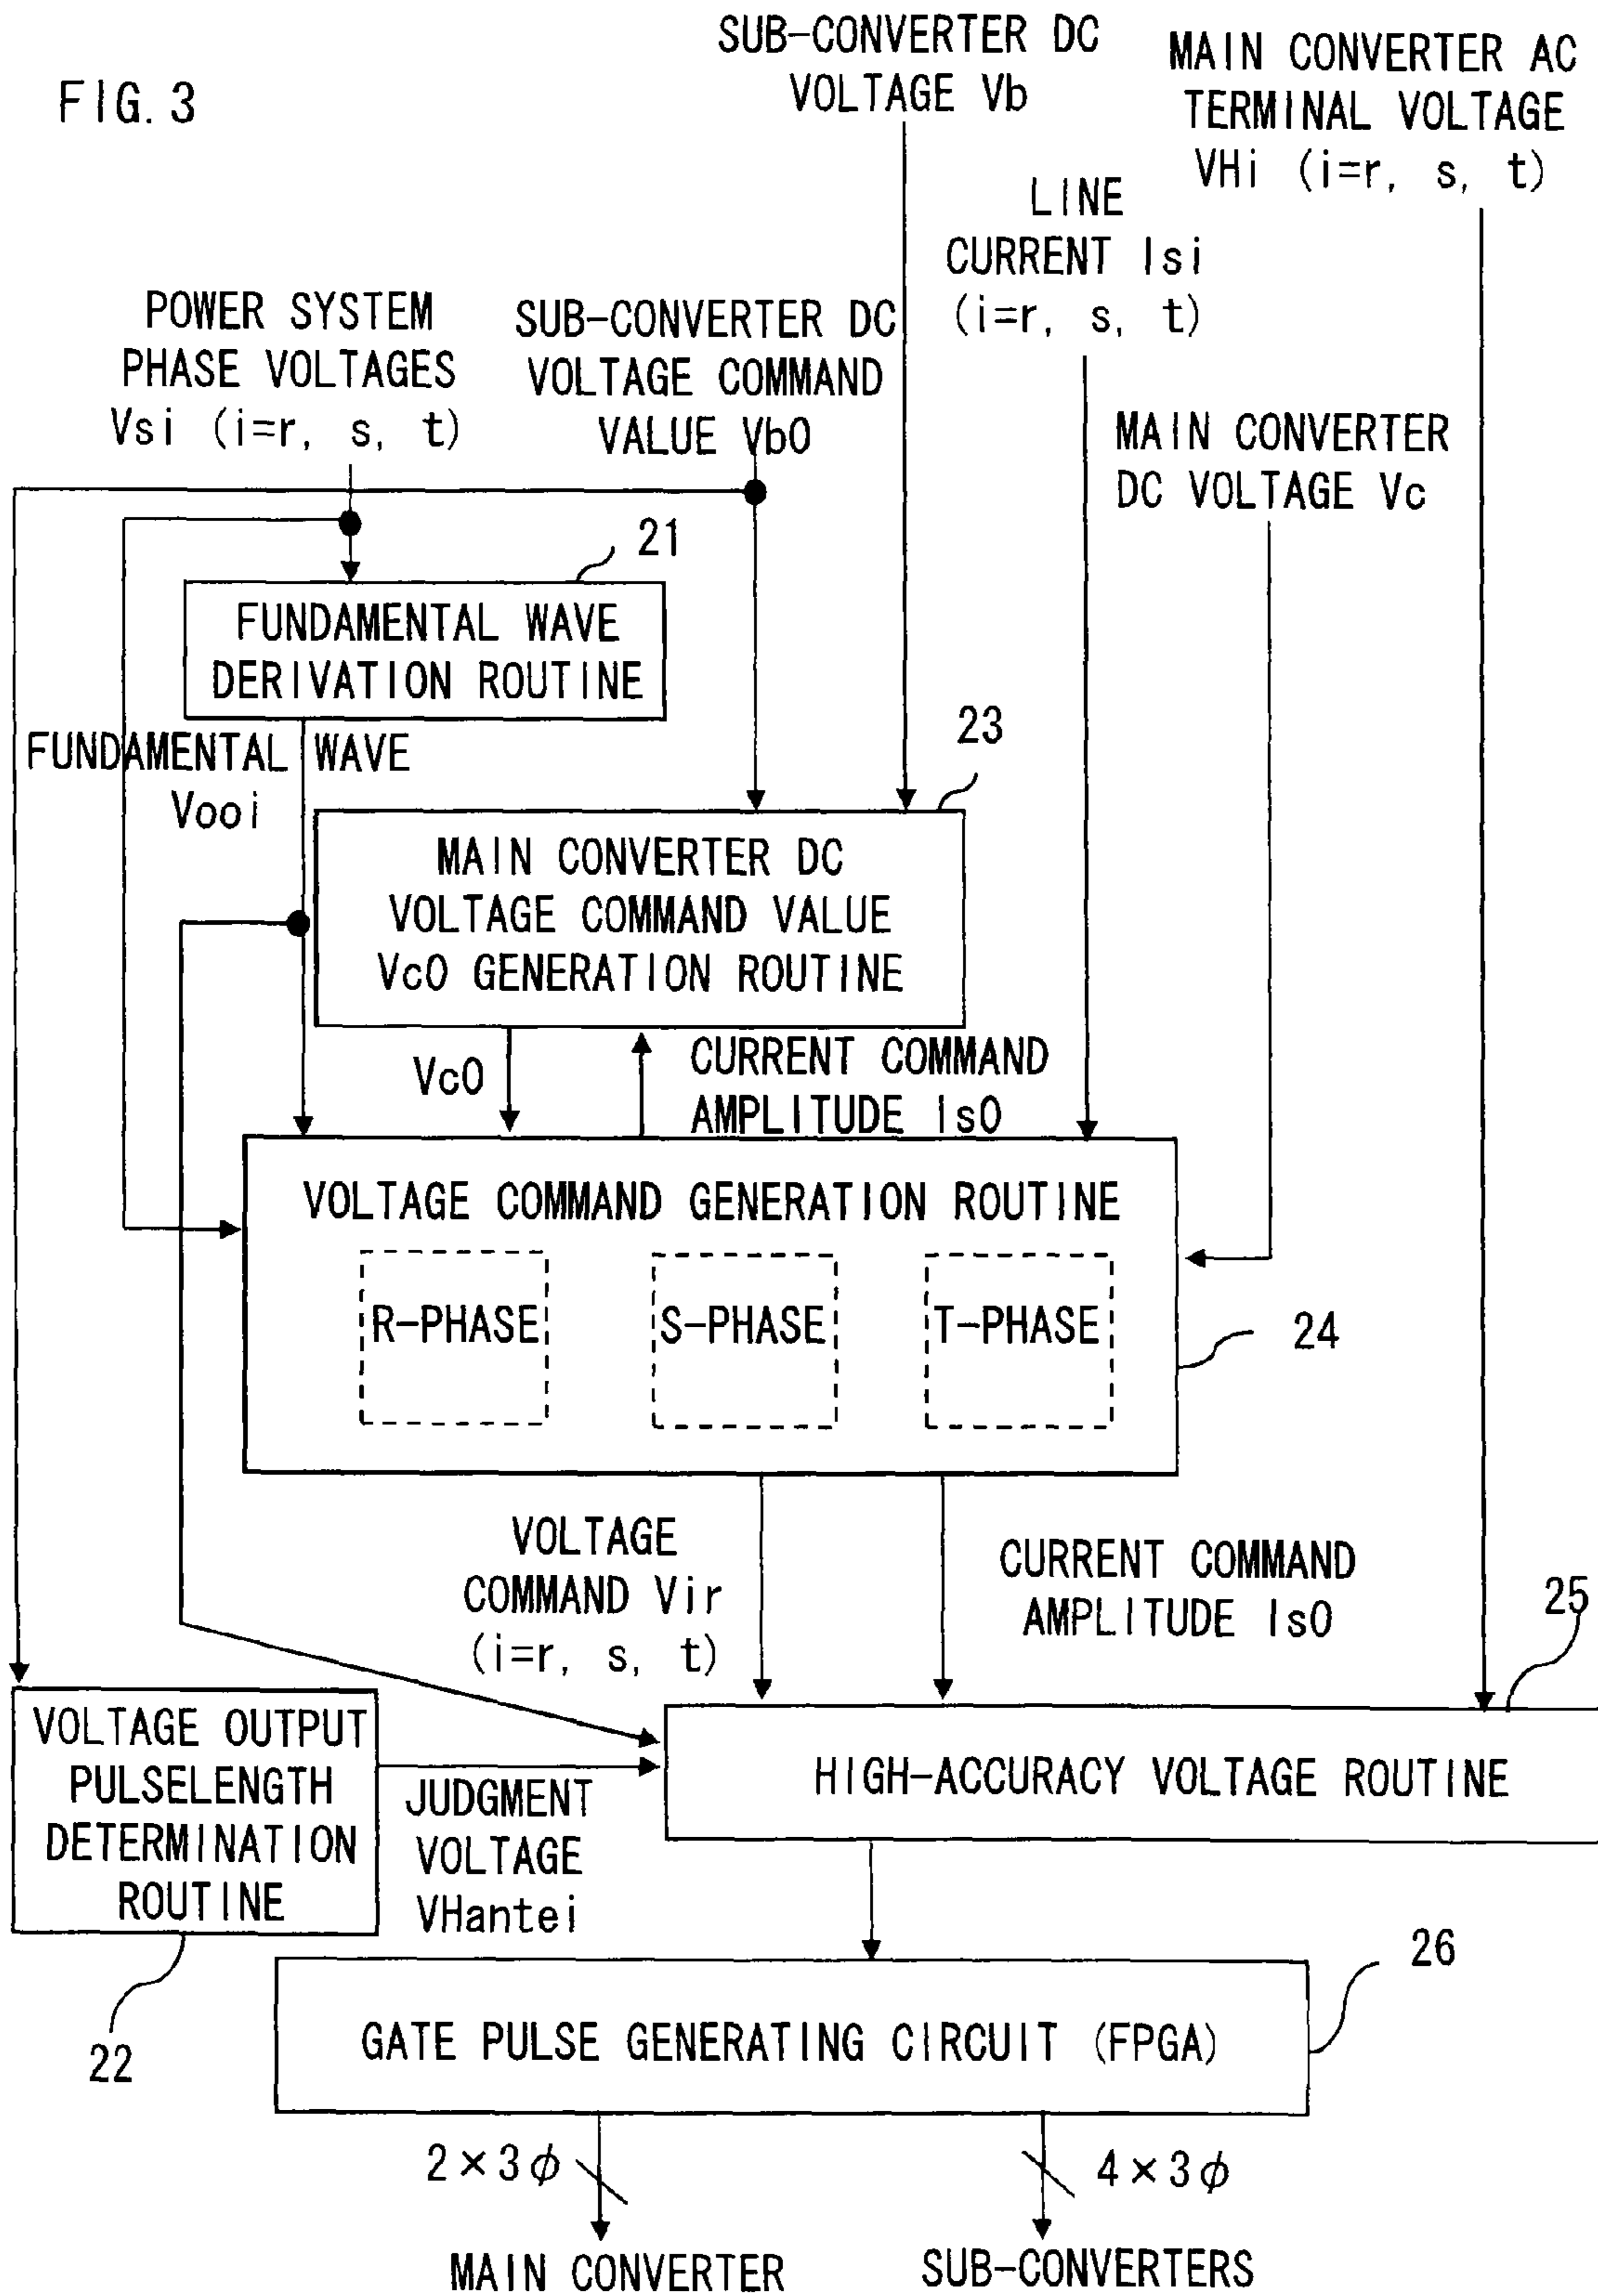 FIG. 3
SUB-CONVERTER DC
VOLTAGE Vb
MAIN CONVERTER AC
TERMINAL VOLTAGE
VHi (i=r, s, t)
LINE
CURRENT Isi
(i=r, s, t)
POWER SYSTEM
PHASE VOLTAGES
Vsi (i=r, s, t)
SUB-CONVERTER DC
VOLTAGE COMMAND
VALUE Vb0
MAIN CONVERTER
DC VOLTAGE Vc
21
FUNDAMENTAL WAVE
DERIVATION ROUTINE
FUNDAMENTAL WAVE
Vooi
23
MAIN CONVERTER DC
VOLTAGE COMMAND VALUE
Vc0 GENERATION ROUTINE
Vc0
CURRENT COMMAND
AMPLITUDE Is0
VOLTAGE COMMAND GENERATION ROUTINE
R-PHASE
S-PHASE
T-PHASE
24
VOLTAGE
COMMAND Vir
(i=r, s, t)
CURRENT COMMAND
AMPLITUDE Is0
25
VOLTAGE OUTPUT
PULSELENGTH
DETERMINATION
ROUTINE
22
JUDGMENT
VOLTAGE
VHantei
HIGH-ACCURACY VOLTAGE ROUTINE
26
GATE PULSE GENERATING CIRCUIT (FPGA)
2×3φ
4×3φ
MAIN CONVERTER
SUB-CONVERTERS